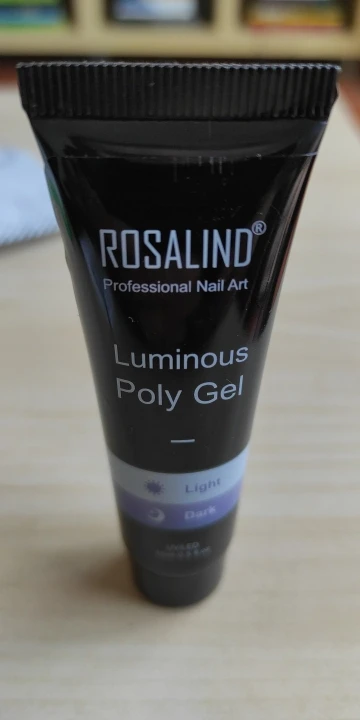 ROSALIND®
Professional Nail Art
Luminous
Poly Gel
Light
Dark